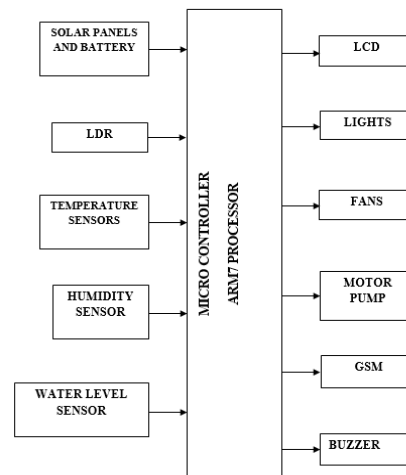 SOLAR PANELS
AND BATTERY
LDR
TEMPERATURE
SENSORS
HUMIDITY
SENSOR
WATER LEVEL
SENSOR
MICRO CONTROLLER
ARM7 PROCESSOR
LCD
LIGHTS
FANS
MOTOR
PUMP
GSM
BUZZER